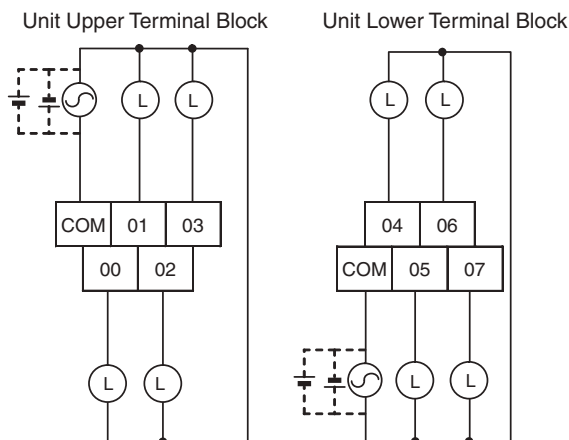 Unit Upper Terminal Block
Unit Lower Terminal Block
L L
L L
COM 01 03
00 02
04 06
COM 05 07
L L
L L